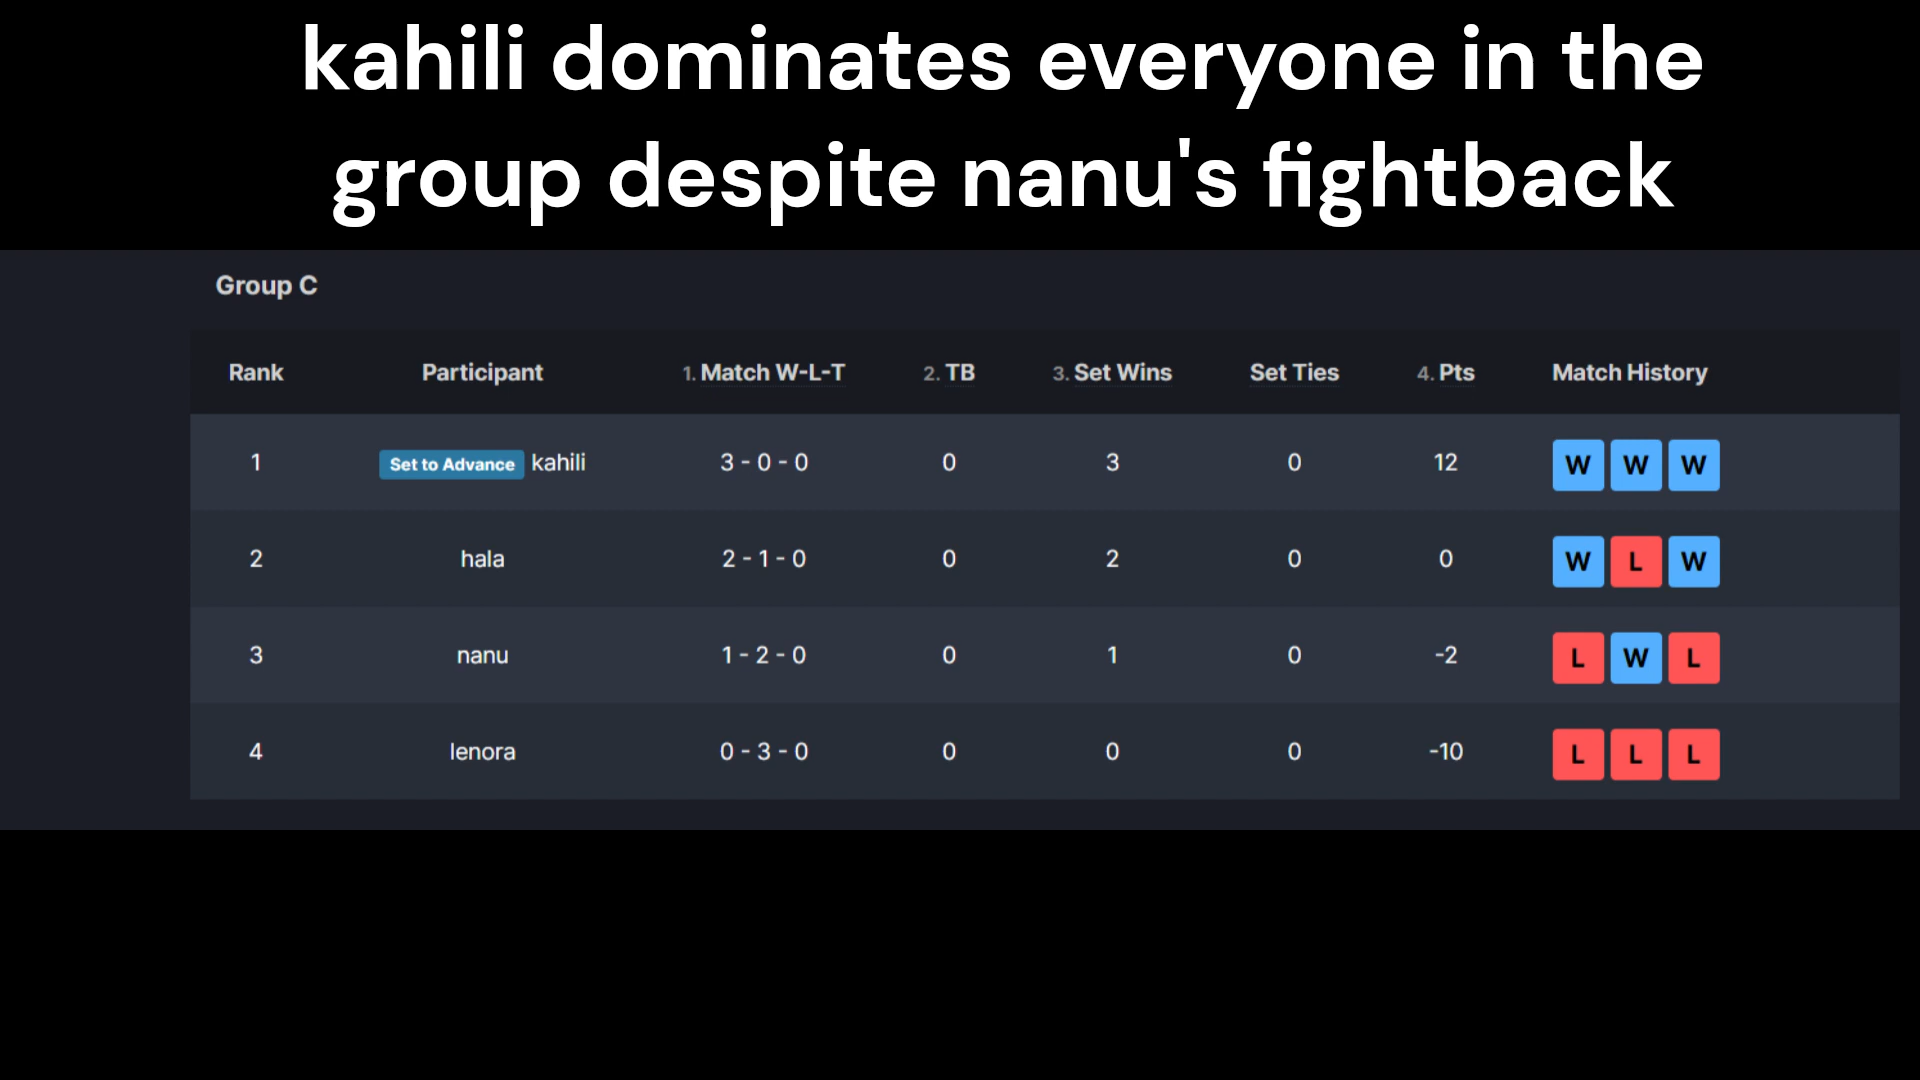 kahili dominates everyone in the
group despite nanu's fightback
Group C
Rank Participant 1. Match W-L-T 2. TB 3. Set Wins Set Ties 4. Pts Match History
1 Set to Advance kahili 3 - 0 - 0 0 3 0 12 W W W
2 hala 2 - 1 - 0 0 2 0 0 W L W
3 nanu 1 - 2 - 0 0 1 0 -2 L W L
4 lenora 0 - 3 - 0 0 0 0 -10 L L L